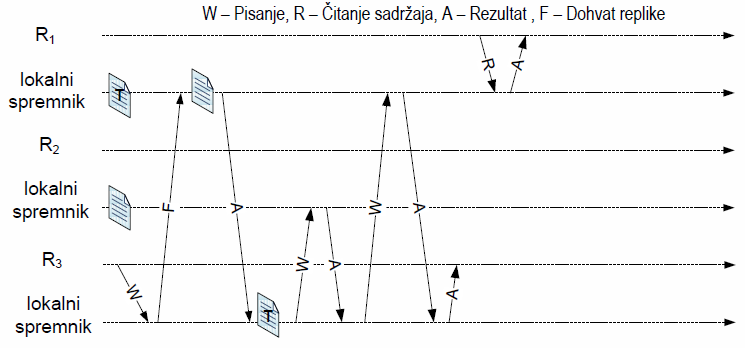 W – Pisanje, R – Čitanje sadržaja, A – Rezultat , F – Dohvat replike
R1
lokalni
spremnik
T
R2
lokalni
spremnik
R3
lokalni
spremnik
T
W
F
A
W
A
W
A
A
R
A